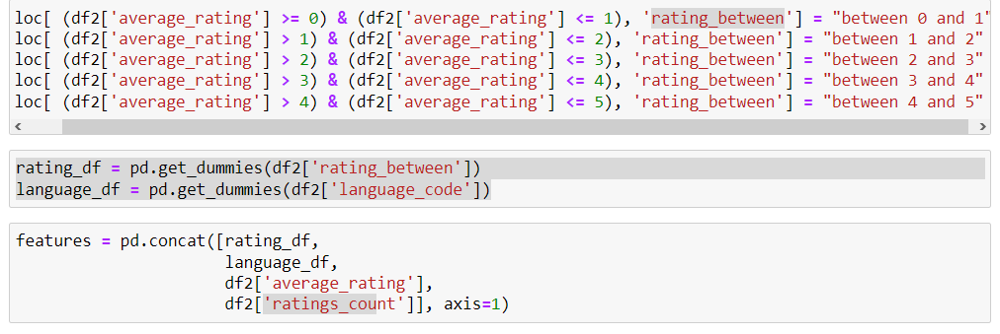 loc[ (df2['average_rating'] >= 0) & (df2['average_rating'] <= 1), 'rating_between'] = "between 0 and 1"
loc[ (df2['average_rating'] > 1) & (df2['average_rating'] <= 2), 'rating_between'] = "between 1 and 2"
loc[ (df2['average_rating'] > 2) & (df2['average_rating'] <= 3), 'rating_between'] = "between 2 and 3"
loc[ (df2['average_rating'] > 3) & (df2['average_rating'] <= 4), 'rating_between'] = "between 3 and 4"
loc[ (df2['average_rating'] > 4) & (df2['average_rating'] <= 5), 'rating_between'] = "between 4 and 5"
rating_df = pd.get_dummies(df2['rating_between'])
language_df = pd.get_dummies(df2['language_code'])
features = pd.concat([rating_df,
language_df,
df2['average_rating'],
df2['ratings_count']], axis=1)